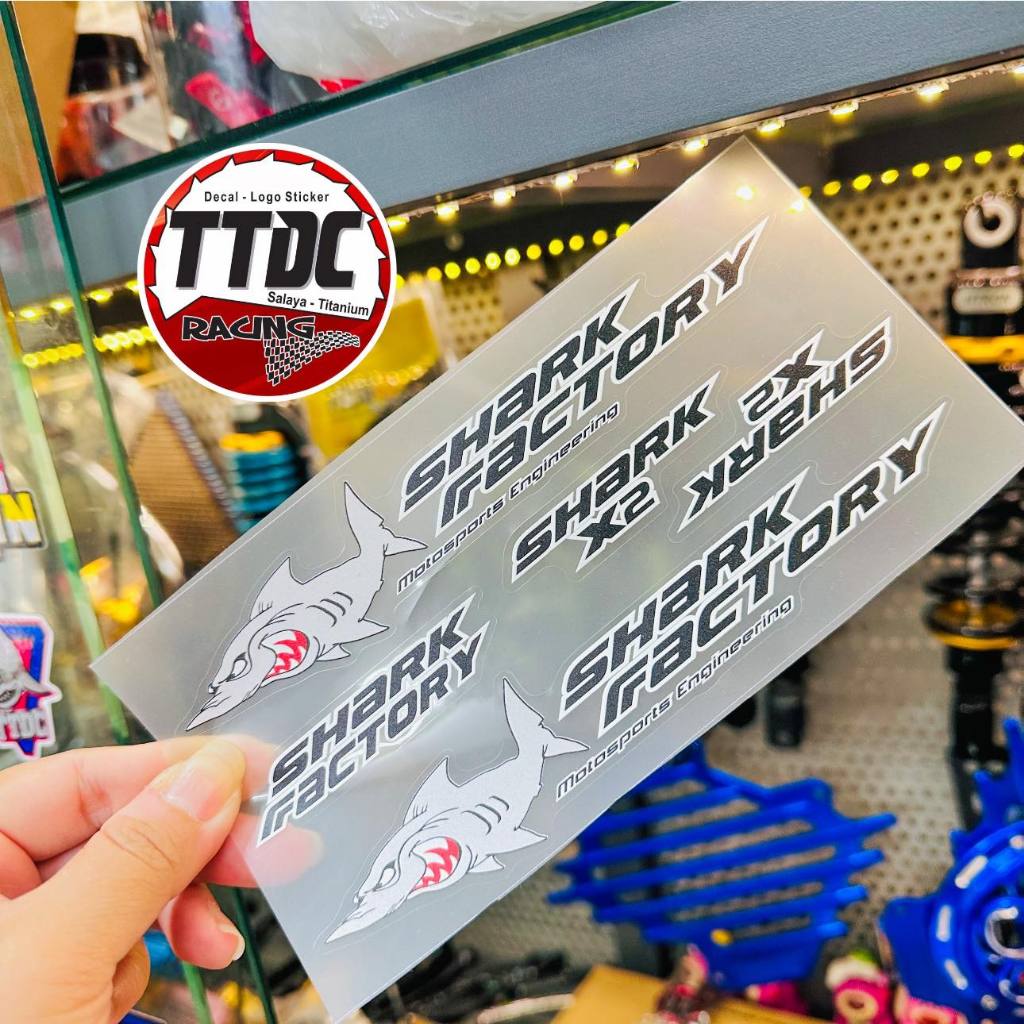 Decal - Logo Sticker
TTDC
Salaya - Titanium
RACING
SHARK
FACTORY
Motosports Engineering
SHARK
X2
SHARK
X2
SHARK
FACTORY
SHARK
FACTORY
Motosports Engineering
TTDC